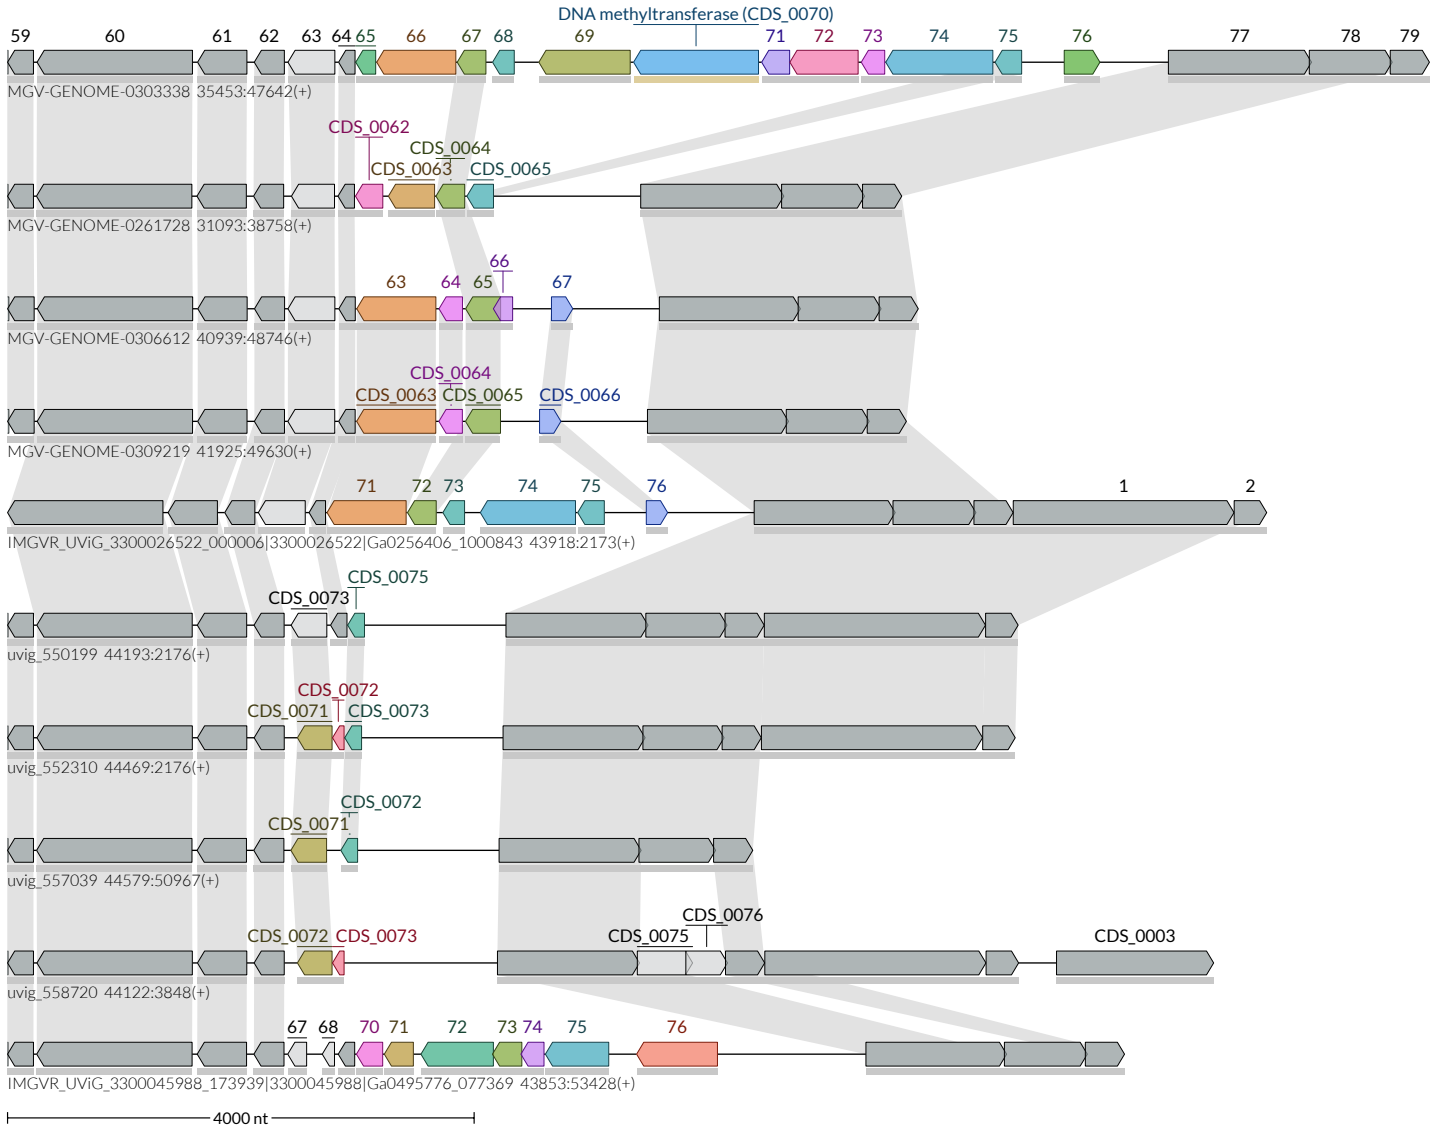 DNA methyltransferase (CDS_0070)
59 60 61 62 63 64 65 66 67 68 69 71 72 73 74 75 76 77 78 79
MGV-GENOME-0303338 35453:47642(+)
CDS_0062
CDS_0064
CDS_0063 CDS_0065
MGV-GENOME-0261728 31093:38758(+)
66
63 64 65 67
MGV-GENOME-0306612 40939:48746(+)
CDS_0064
CDS_0063 CDS_0065 CDS_0066
MGV-GENOME-0309219 41925:49630(+)
71 72 73 74 75 76 1 2
IMGVR_UViG_3300026522_000006|3300026522|Ga0256406_1000843 43918:2173(+)
CDS_0075
CDS_0073
uvig_550199 44193:2176(+)
CDS_0072
CDS_0071 CDS_0073
uvig_552310 44469:2176(+)
CDS_0072
CDS_0071
uvig_557039 44579:50967(+)
CDS_0076
CDS_0072 CDS_0073 CDS_0075 CDS_0003
uvig_558720 44122:3848(+)
67 68 70 71 72 73 74 75 76
IMGVR_UViG_3300045988_173939|3300045988|Ga0495776_077369 43853:53428(+)
4000 nt